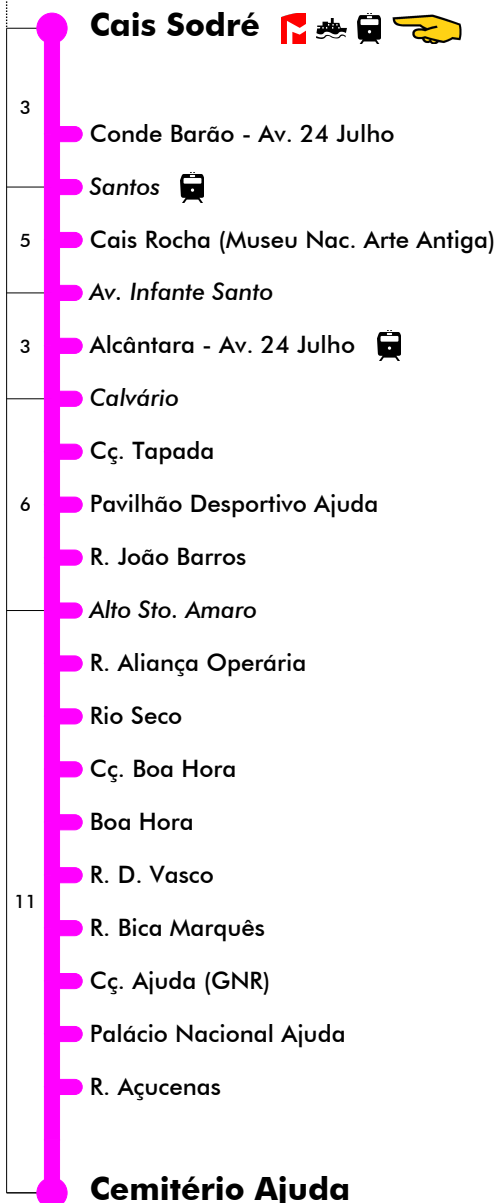 Cais Sodré
3
Conde Barão - Av. 24 Julho
Santos
5
Cais Rocha (Museu Nac. Arte Antiga)
Av. Infante Santo
3
Alcântara - Av. 24 Julho
Calvário
Cç. Tapada
6
Pavilhão Desportivo Ajuda
R. João Barros
Alto Sto. Amaro
R. Aliança Operária
Rio Seco
Cç. Boa Hora
Boa Hora
R. D. Vasco
11
R. Bica Marquês
Cç. Ajuda (GNR)
Palácio Nacional Ajuda
R. Açucenas
Cemitério Ajuda